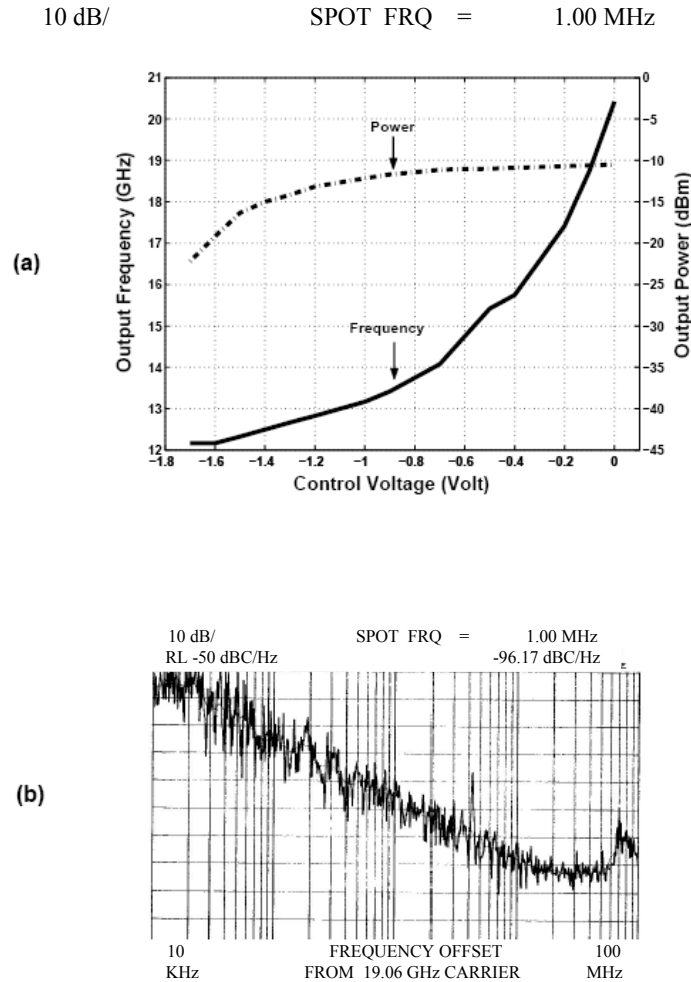 10 dB/ SPOT FRQ = 1.00 MHz
(a)
Output Frequency (GHz)
21
20
19
18
17
16
15
14
13
12
Power
Frequency
0
−5
−10
−15
−20
−25
−30
−35
−40
−45
Output Power (dBm)
−1.8 −1.6 −1.4 −1.2 −1 −0.8 −0.6 −0.4 −0.2 0
Control Voltage (Volt)
(b)
10 dB/ SPOT FRQ = 1.00 MHz
RL -50 dBC/Hz -96.17 dBC/Hz
E
10 FREQUENCY OFFSET 100
KHz FROM 19.06 GHz CARRIER MHz